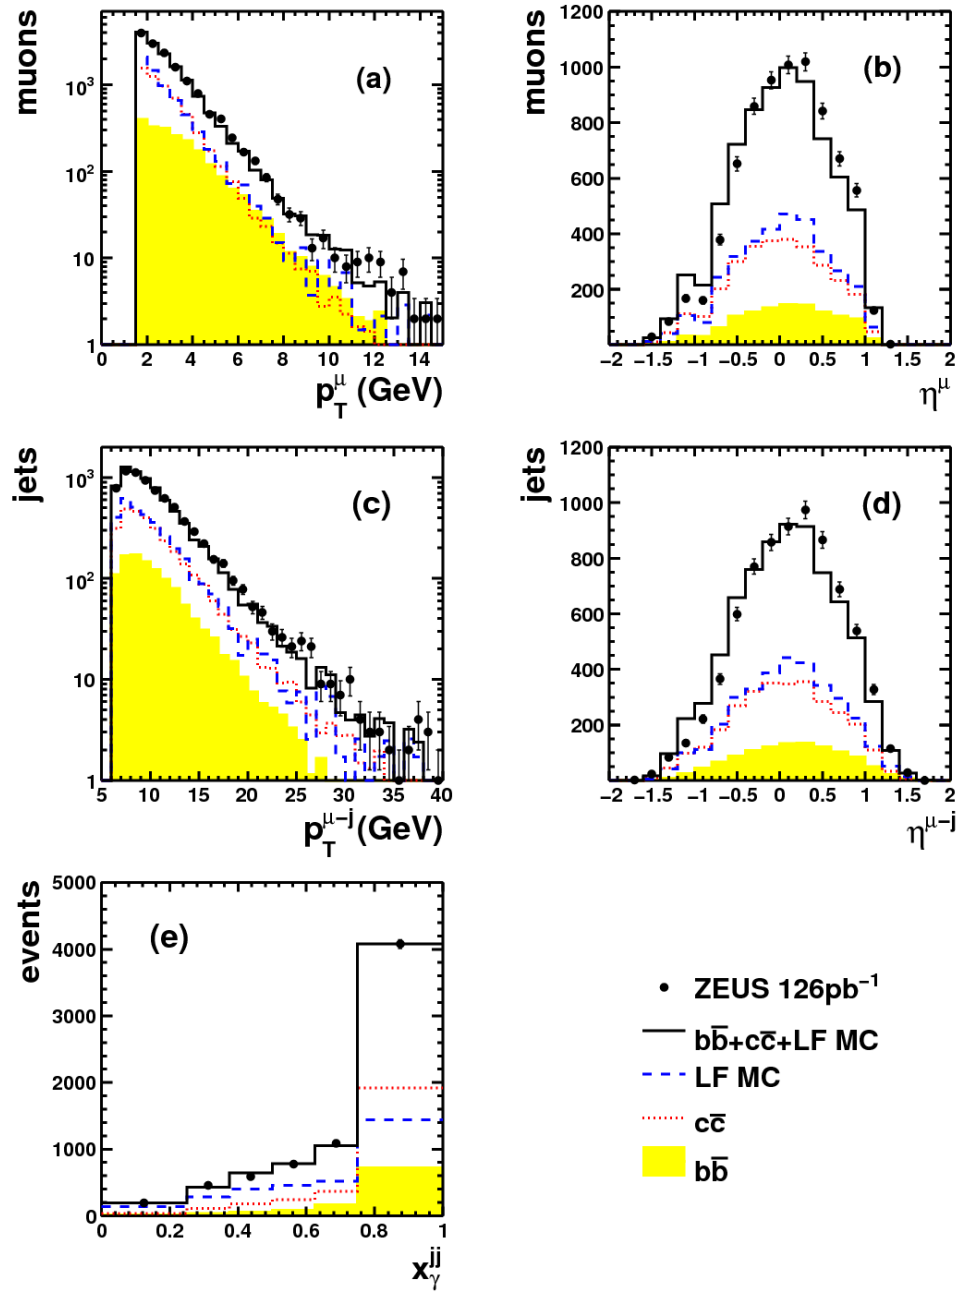 muons
10³
10²
10
1
0 2 4 6 8 10 12 14
(a)
p_T^μ (GeV)
muons
1200
1000
800
600
400
200
−2 −1.5 −1 −0.5 0 0.5 1 1.5 2
(b)
η^μ
jets
10³
10²
10
1
5 10 15 20 25 30 35 40
(c)
p_T^{μ−j} (GeV)
jets
1200
1000
800
600
400
200
−2 −1.5 −1 −0.5 0 0.5 1 1.5 2
(d)
η^{μ−j}
events
5000
4000
3000
2000
1000
0
0 0.2 0.4 0.6 0.8 1
(e)
x_γ^{jj}
ZEUS 126pb⁻¹
bb̅+cc̅+LF MC
LF MC
cc̅
bb̅